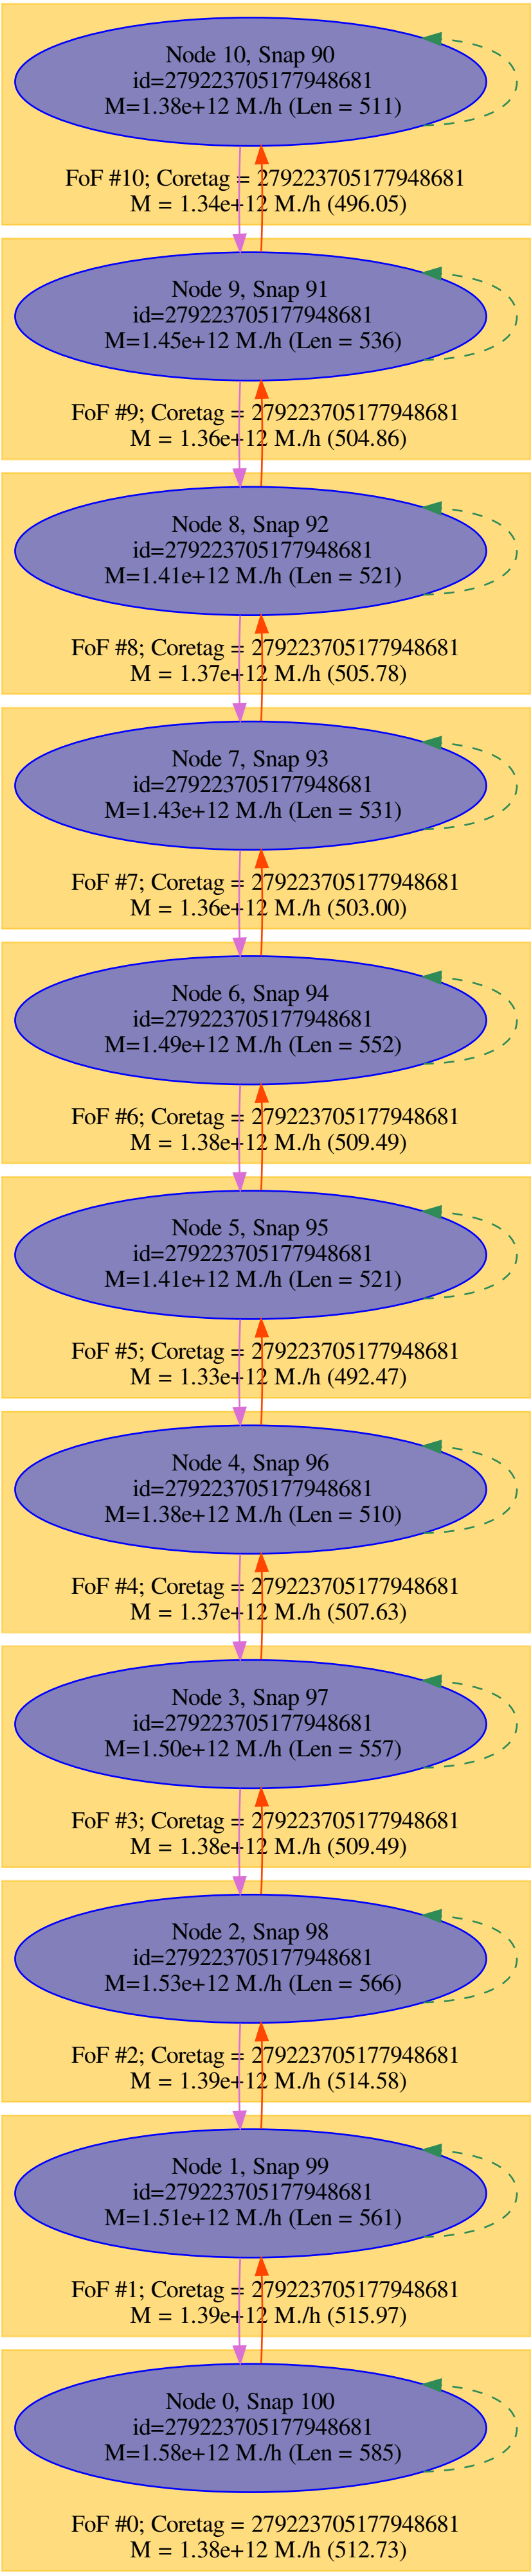 Node 10, Snap 90
id=279223705177948681
M=1.38e+12 M./h (Len = 511)
FoF #10; Coretag = 279223705177948681
M = 1.34e+12 M./h (496.05)
Node 9, Snap 91
id=279223705177948681
M=1.45e+12 M./h (Len = 536)
FoF #9; Coretag = 279223705177948681
M = 1.36e+12 M./h (504.86)
Node 8, Snap 92
id=279223705177948681
M=1.41e+12 M./h (Len = 521)
FoF #8; Coretag = 279223705177948681
M = 1.37e+12 M./h (505.78)
Node 7, Snap 93
id=279223705177948681
M=1.43e+12 M./h (Len = 531)
FoF #7; Coretag = 279223705177948681
M = 1.36e+12 M./h (503.00)
Node 6, Snap 94
id=279223705177948681
M=1.49e+12 M./h (Len = 552)
FoF #6; Coretag = 279223705177948681
M = 1.38e+12 M./h (509.49)
Node 5, Snap 95
id=279223705177948681
M=1.41e+12 M./h (Len = 521)
FoF #5; Coretag = 279223705177948681
M = 1.33e+12 M./h (492.47)
Node 4, Snap 96
id=279223705177948681
M=1.38e+12 M./h (Len = 510)
FoF #4; Coretag = 279223705177948681
M = 1.37e+12 M./h (507.63)
Node 3, Snap 97
id=279223705177948681
M=1.50e+12 M./h (Len = 557)
FoF #3; Coretag = 279223705177948681
M = 1.38e+12 M./h (509.49)
Node 2, Snap 98
id=279223705177948681
M=1.53e+12 M./h (Len = 566)
FoF #2; Coretag = 279223705177948681
M = 1.39e+12 M./h (514.58)
Node 1, Snap 99
id=279223705177948681
M=1.51e+12 M./h (Len = 561)
FoF #1; Coretag = 279223705177948681
M = 1.39e+12 M./h (515.97)
Node 0, Snap 100
id=279223705177948681
M=1.58e+12 M./h (Len = 585)
FoF #0; Coretag = 279223705177948681
M = 1.38e+12 M./h (512.73)